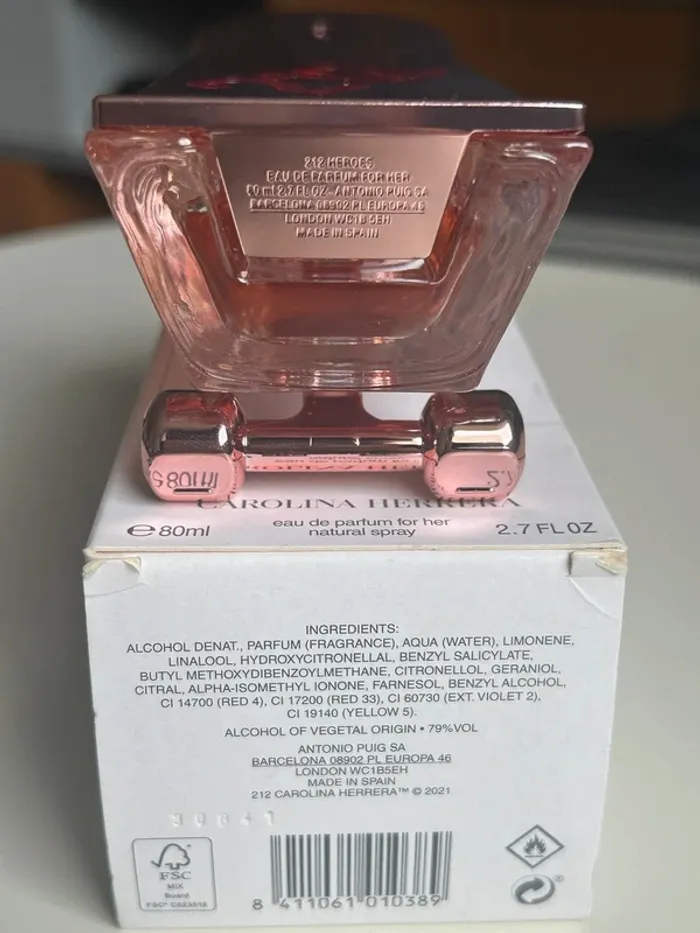 212 HEROES
EAU DE PARFUM FOR HER
80 ml 2.7 FL OZ - ANTONIO PUIG SA
BARCELONA 08902 PL EUROPA 46
LONDON WC1B 5EH
MADE IN SPAIN
CAROLINA HERRERA
℮80ml
eau de parfum for her
natural spray
2.7 FL OZ
INGREDIENTS:
ALCOHOL DENAT., PARFUM (FRAGRANCE), AQUA (WATER), LIMONENE,
LINALOOL, HYDROXYCITRONELLAL, BENZYL SALICYLATE,
BUTYL METHOXYDIBENZOYLMETHANE, CITRONELLOL, GERANIOL,
CITRAL, ALPHA-ISOMETHYL IONONE, FARNESOL, BENZYL ALCOHOL,
CI 14700 (RED 4), CI 17200 (RED 33), CI 60730 (EXT. VIOLET 2),
CI 19140 (YELLOW 5).
ALCOHOL OF VEGETAL ORIGIN • 79%VOL
ANTONIO PUIG SA
BARCELONA 08902 PL EUROPA 46
LONDON WC1B5EH
MADE IN SPAIN
212 CAROLINA HERRERA™ © 2021
FSC
MIX
Board
8 411061 010389